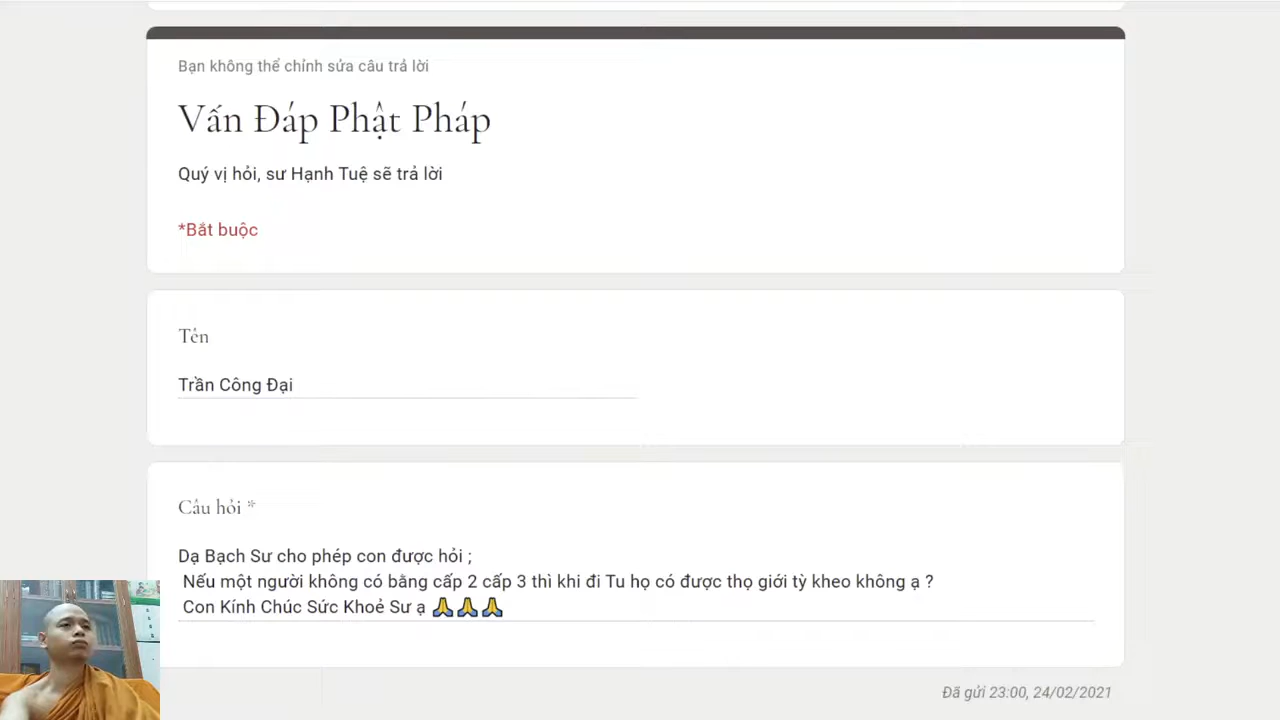 Bạn không thể chỉnh sửa câu trả lời
Vấn Đáp Phật Pháp
Quý vị hỏi, sư Hạnh Tuệ sẽ trả lời
*Bắt buộc
Tên
Trần Công Đại
Câu hỏi *
Dạ Bạch Sư cho phép con được hỏi ;
Nếu một người không có bằng cấp 2 cấp 3 thì khi đi Tu họ có được thọ giới tỳ kheo không ạ ?
Con Kính Chúc Sức Khoẻ Sư ạ 🙏🙏🙏
Đã gửi 23:00, 24/02/2021